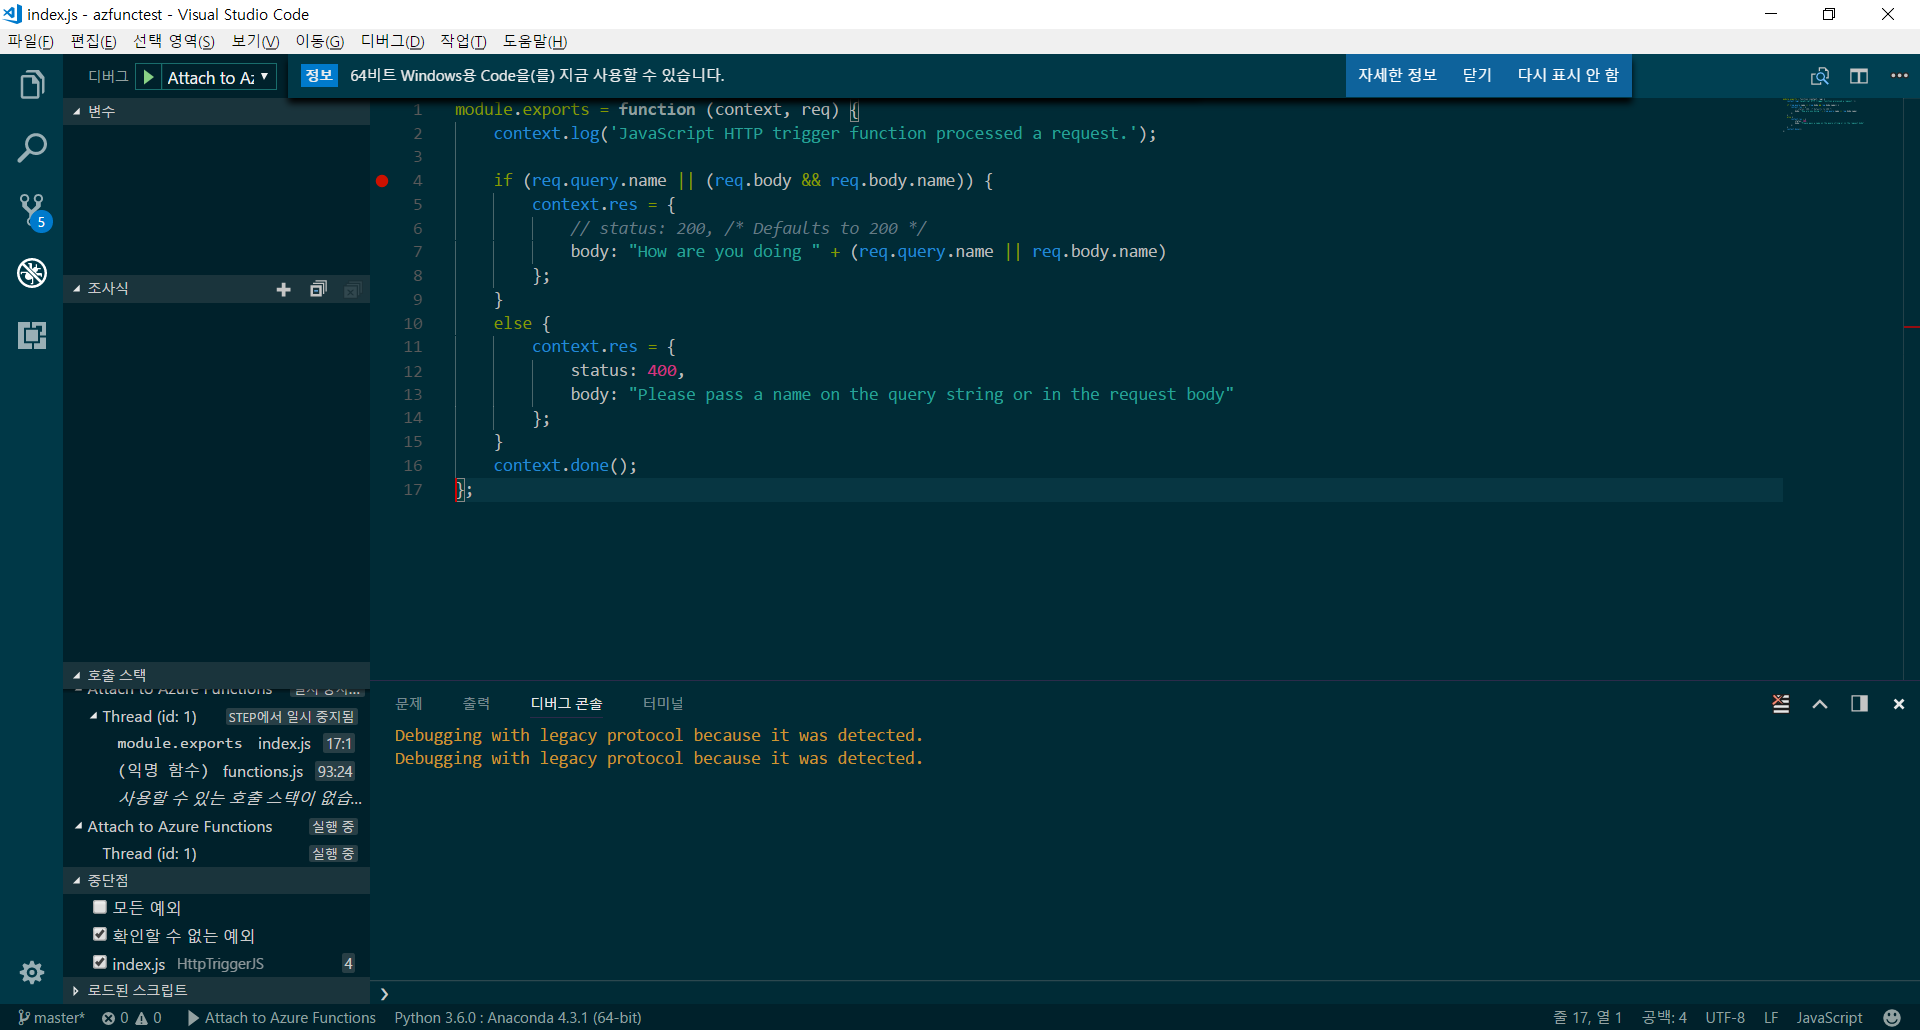 index.js - azfunctest - Visual Studio Code
파일(F) 편집(E) 선택 영역(S) 보기(V) 이동(G) 디버그(D) 작업(T) 도움말(H)
디버그 Attach to Az
정보 64비트 Windows용 Code을(를) 지금 사용할 수 있습니다. 자세한 정보 닫기 다시 표시 안 함
변수
조사식
호출 스택
Attach to Azure Functions 일시 중지...
Thread (id: 1) STEP에서 일시 중지됨
module.exports index.js 17:1
(익명 함수) functions.js 93:24
사용할 수 있는 호출 스택이 없습...
Attach to Azure Functions 실행 중
Thread (id: 1) 실행 중
중단점
모든 예외
확인할 수 없는 예외
index.js HttpTriggerJS 4
로드된 스크립트
5
1 module.exports = function (context, req) {
2     context.log('JavaScript HTTP trigger function processed a request.');
3
4     if (req.query.name || (req.body && req.body.name)) {
5         context.res = {
6             // status: 200, /* Defaults to 200 */
7             body: "How are you doing " + (req.query.name || req.body.name)
8         };
9     }
10     else {
11         context.res = {
12             status: 400,
13             body: "Please pass a name on the query string or in the request body"
14         };
15     }
16     context.done();
17 };
문제 출력 디버그 콘솔 터미널
Debugging with legacy protocol because it was detected.
Debugging with legacy protocol because it was detected.
master* 0 0 Attach to Azure Functions Python 3.6.0 : Anaconda 4.3.1 (64-bit) 줄 17, 열 1 공백: 4 UTF-8 LF JavaScript